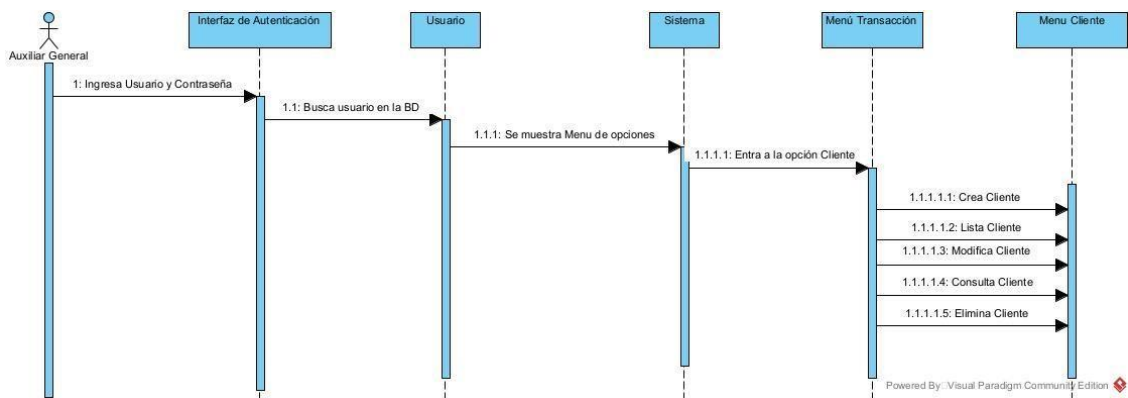 Interfaz de Autenticación
Usuario
Sistema
Menú Transacción
Menu Cliente
Auxiliar General
1: Ingresa Usuario y Contraseña
1.1: Busca usuario en la BD
1.1.1: Se muestra Menu de opciones
1.1.1.1: Entra a la opción Cliente
1.1.1.1.1: Crea Cliente
1.1.1.1.2: Lista Cliente
1.1.1.1.3: Modifica Cliente
1.1.1.1.4: Consulta Cliente
1.1.1.1.5: Elimina Cliente
Powered By Visual Paradigm Community Edition